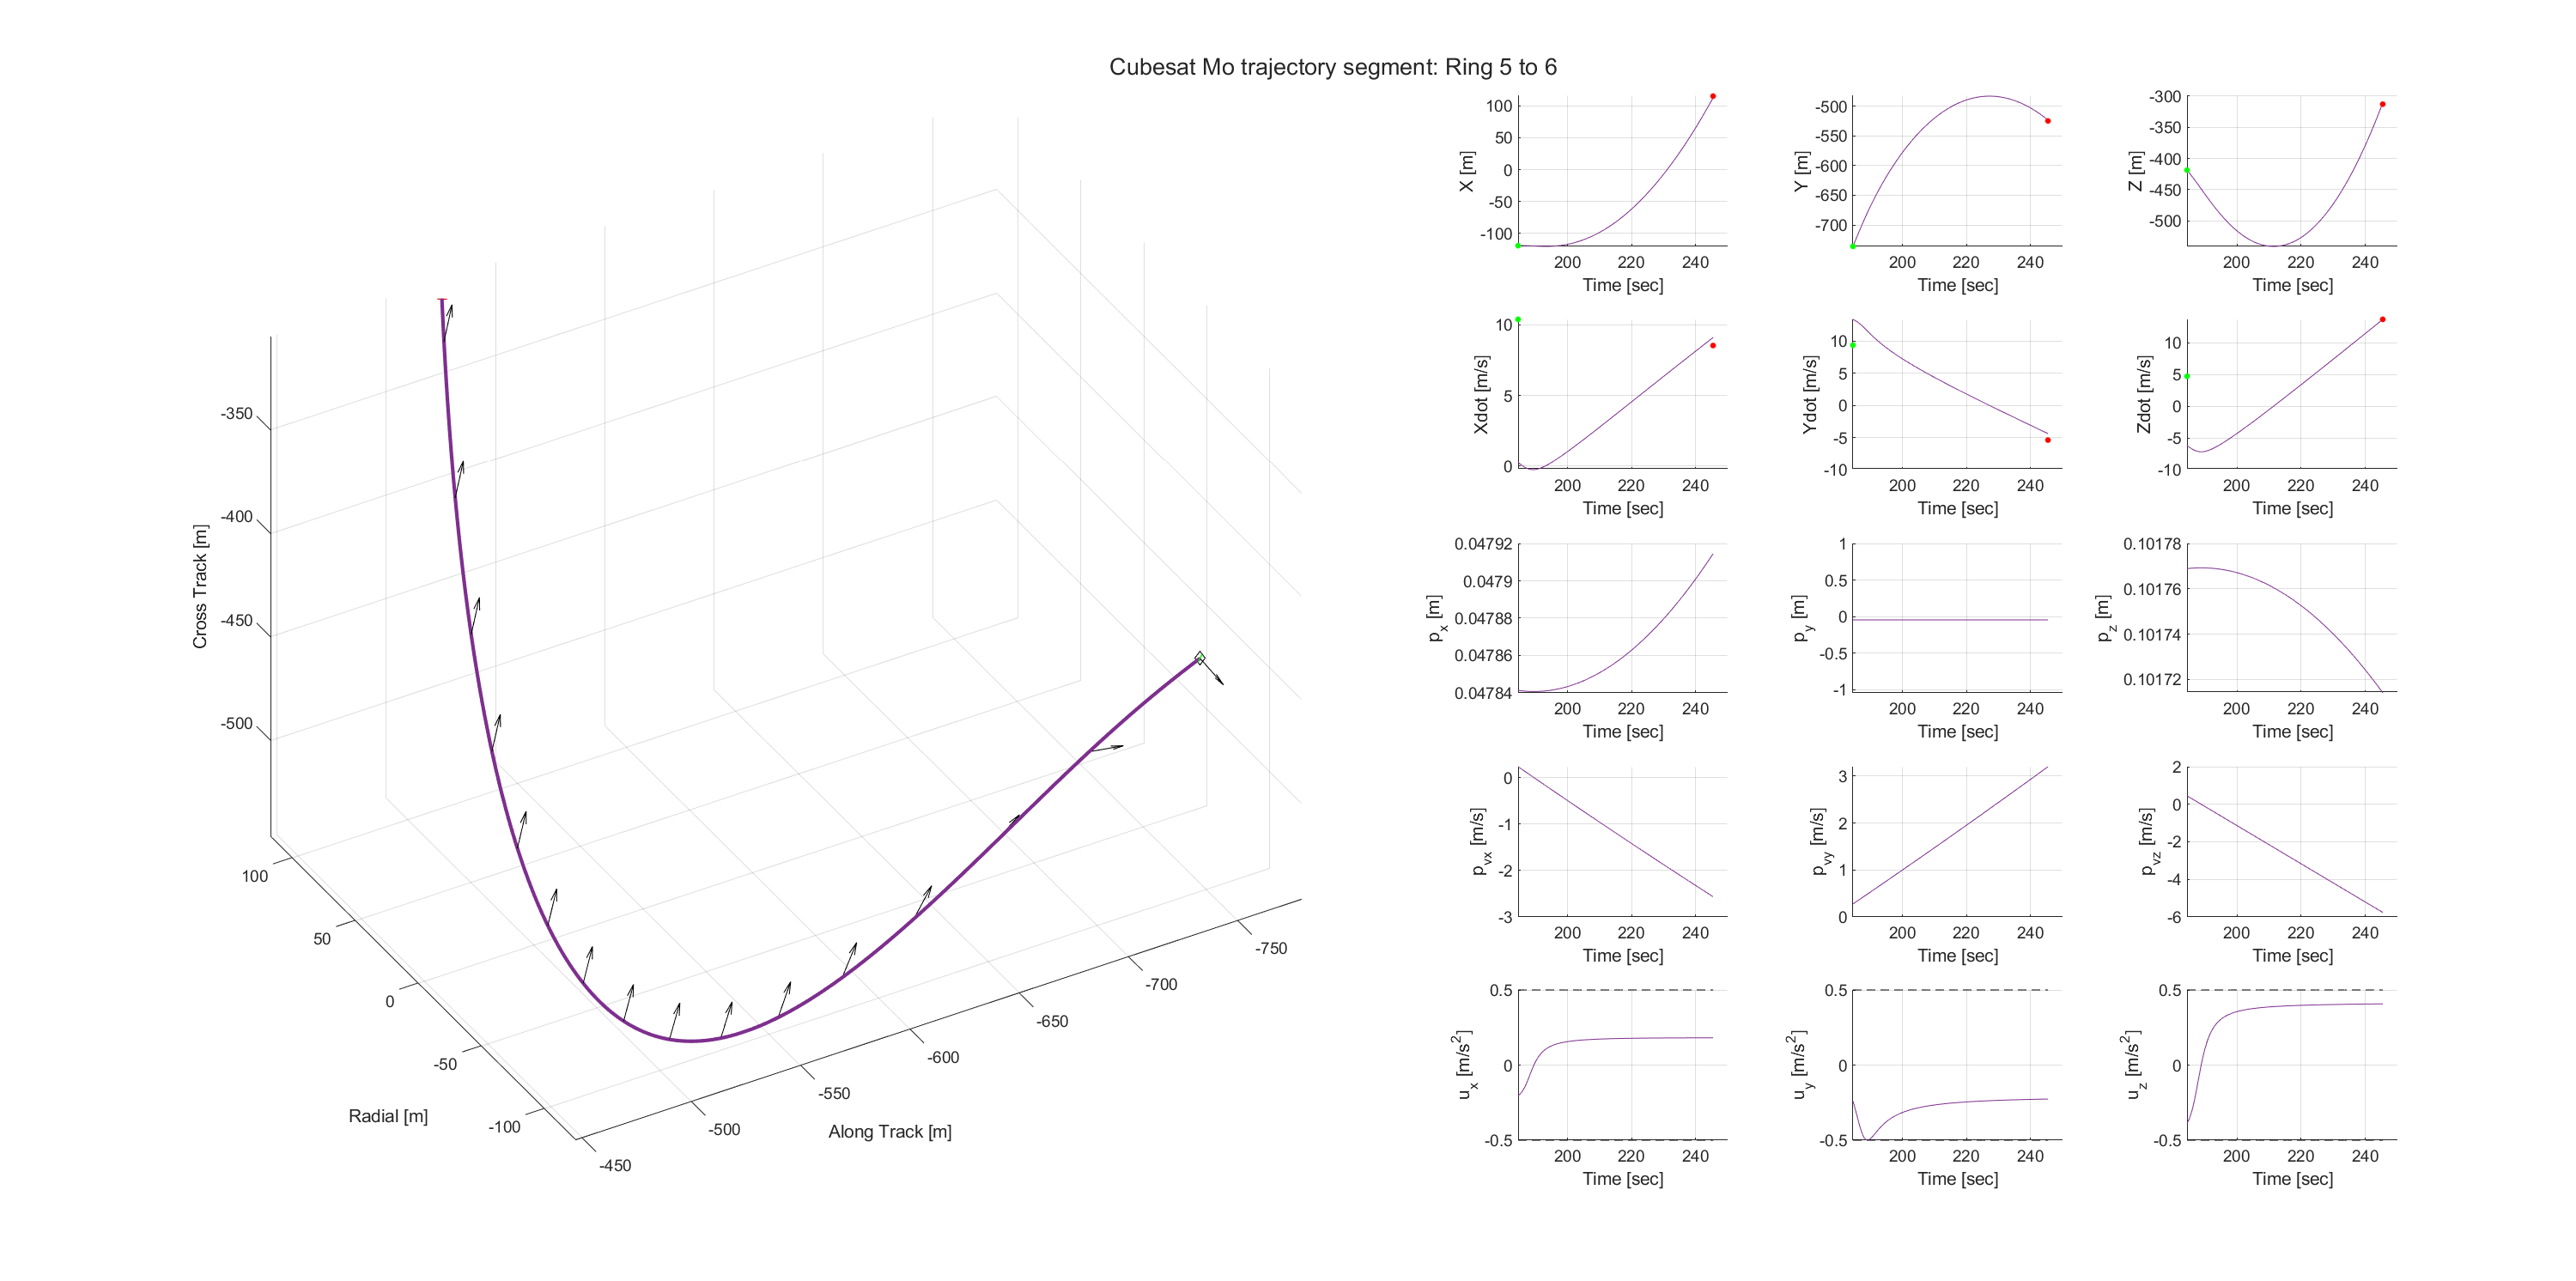 Cubesat Mo trajectory segment: Ring 5 to 6
Cross Track [m]
-350
-400
-450
-500
Radial [m]
100
50
0
-50
-100
Along Track [m]
-450
-500
-550
-600
-650
-700
-750
X [m]
100
50
0
-50
-100
200 220 240
Time [sec]
Y [m]
-500
-550
-600
-650
-700
200 220 240
Time [sec]
Z [m]
-300
-350
-400
-450
-500
200 220 240
Time [sec]
Xdot [m/s]
10
5
0
200 220 240
Time [sec]
Ydot [m/s]
10
5
0
-5
-10
200 220 240
Time [sec]
Zdot [m/s]
10
5
0
-5
-10
200 220 240
Time [sec]
p_x [m]
0.04792
0.0479
0.04788
0.04786
0.04784
200 220 240
Time [sec]
p_y [m]
1
0.5
0
-0.5
-1
200 220 240
Time [sec]
p_z [m]
0.10178
0.10176
0.10174
0.10172
200 220 240
Time [sec]
p_vx [m/s]
0
-1
-2
-3
200 220 240
Time [sec]
p_vy [m/s]
3
2
1
0
200 220 240
Time [sec]
p_vz [m/s]
2
0
-2
-4
-6
200 220 240
Time [sec]
u_x [m/s²]
0.5
0
-0.5
200 220 240
Time [sec]
u_y [m/s²]
0.5
0
-0.5
200 220 240
Time [sec]
u_z [m/s²]
0.5
0
-0.5
200 220 240
Time [sec]